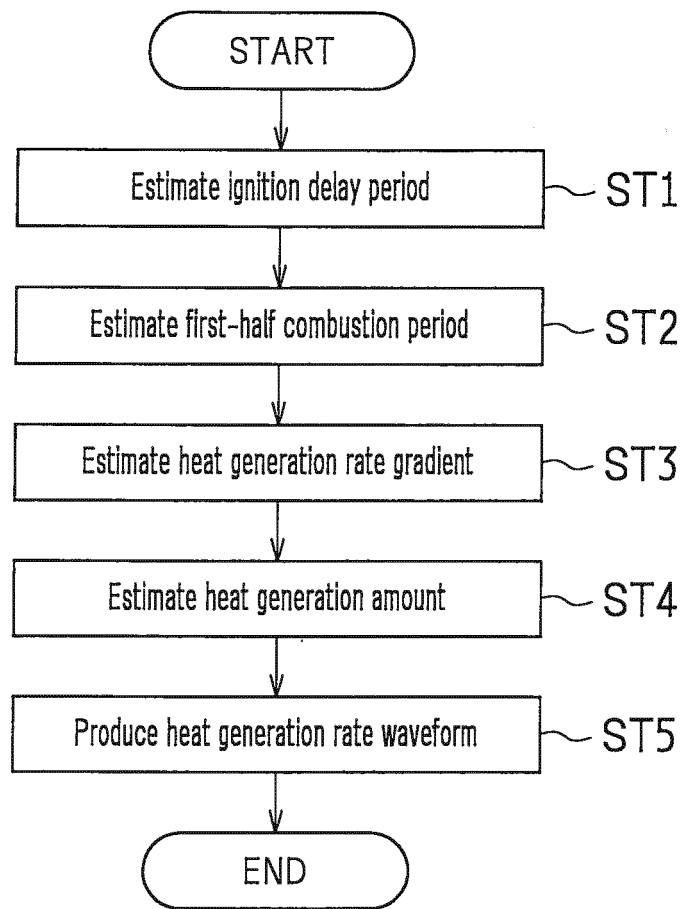 START
Estimate ignition delay period
ST1
Estimate first-half combustion period
ST2
Estimate heat generation rate gradient
ST3
Estimate heat generation amount
ST4
Produce heat generation rate waveform
ST5
END